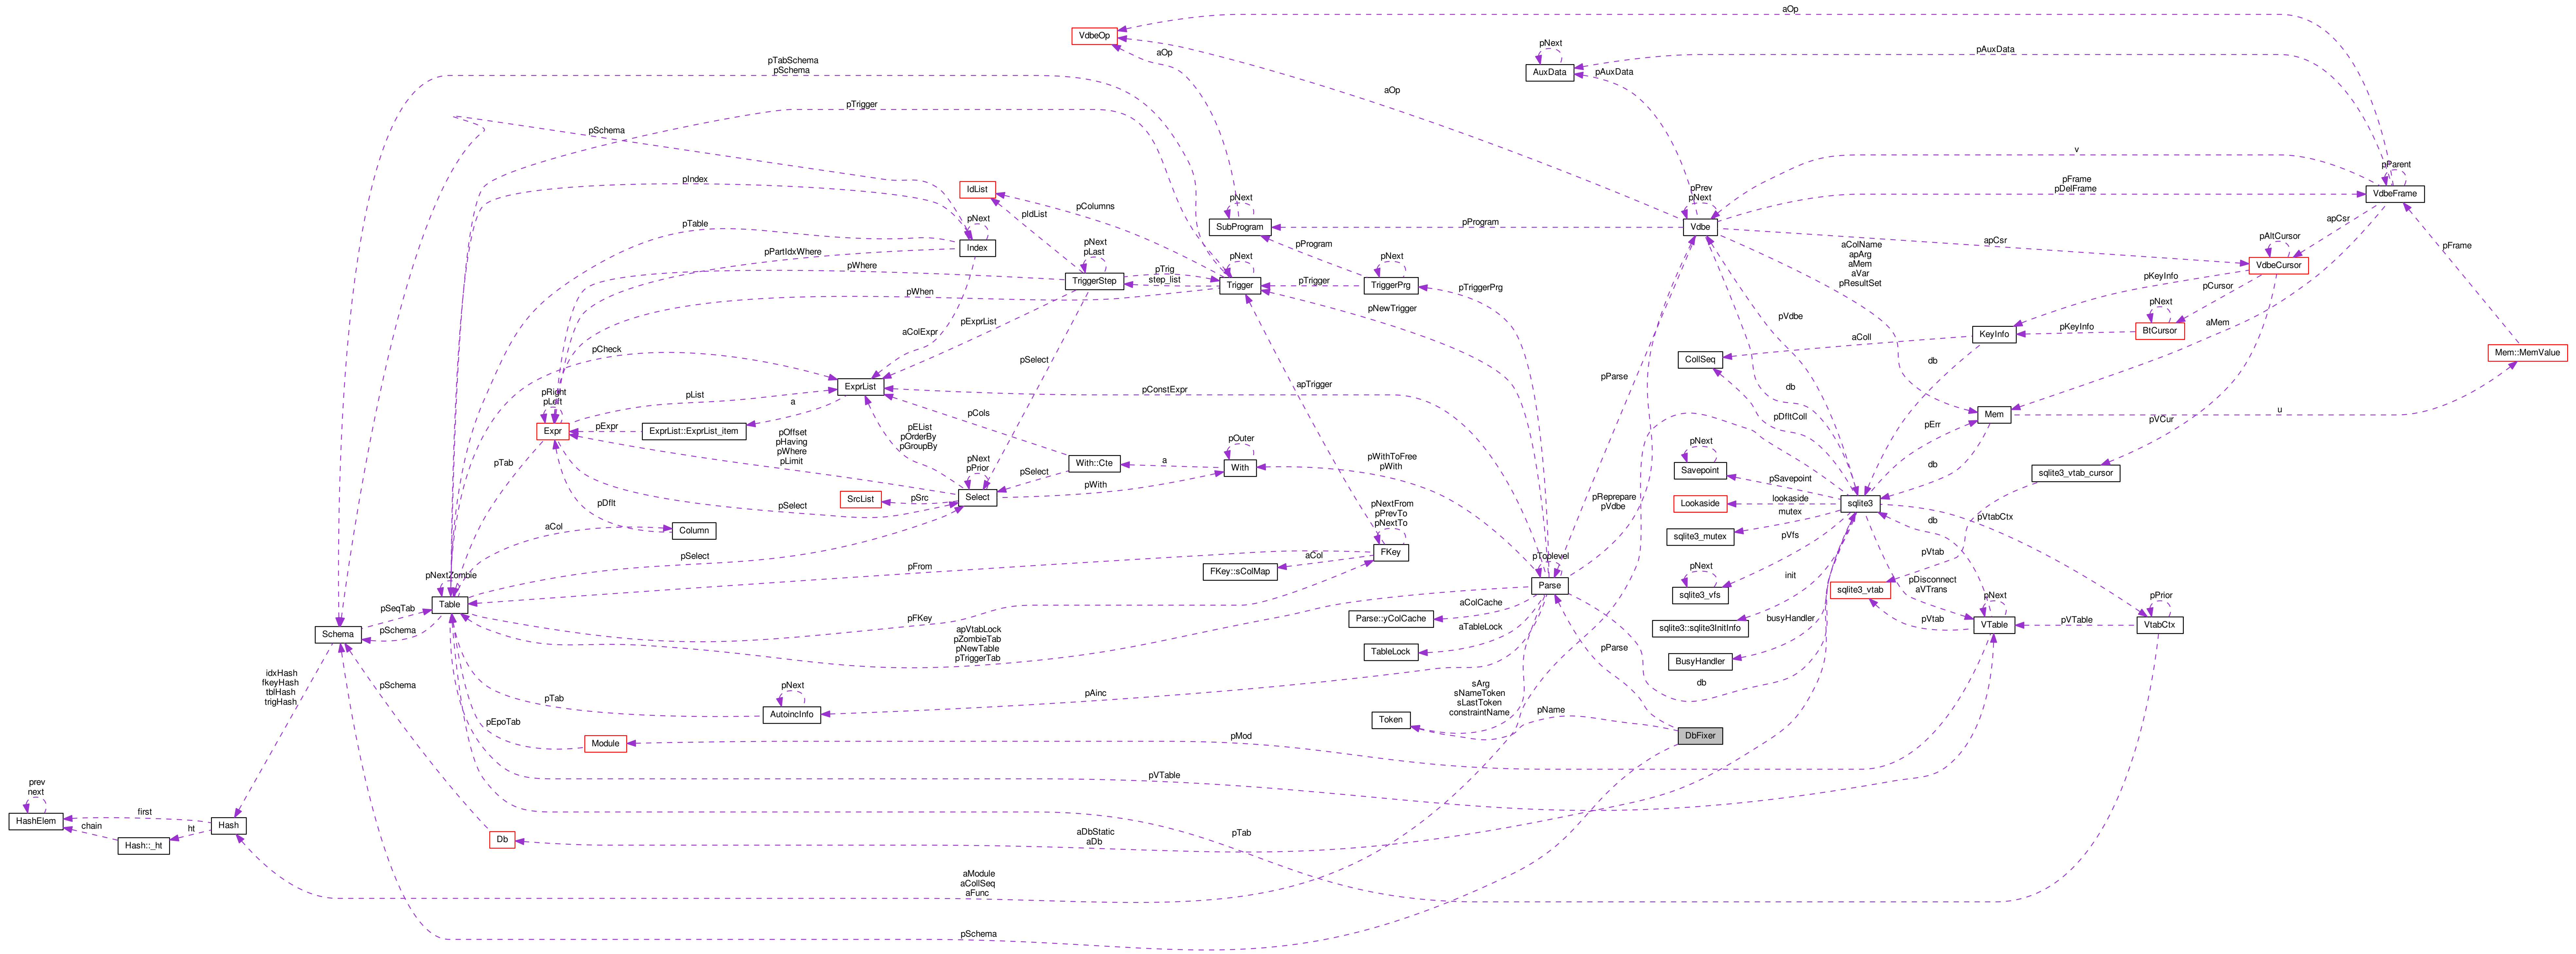 aOp
VdbeOp
pNext
aOp
pAuxData
pTabSchema
pSchema
AuxData
pAuxData
aOp
pTrigger
pSchema
v
pParent
pIndex
IdList
pFrame
pDelFrame
VdbeFrame
pPrev
pNext
pColumns
pIdList
pNext
SubProgram
pProgram
Vdbe
apCsr
pTable
pNext
Index
pPartIdxWhere
pNext
pLast
pProgram
apCsr
pAltCursor
VdbeCursor
pFrame
aColName
apArg
aMem
aVar
pResultSet
pWhere
TriggerStep
pTrig
step_list
pNext
Trigger
pTrigger
pNext
TriggerPrg
pTriggerPrg
pKeyInfo
pCursor
pWhen
pNewTrigger
pNext
BtCursor
pVdbe
pExprList
aColExpr
KeyInfo
pKeyInfo
aMem
aColl
pCheck
pSelect
CollSeq
db
Mem::MemValue
ExprList
pConstExpr
apTrigger
pParse
db
pRight
pLeft
pList
a
pCols
pDfltColl
Mem
u
Expr
pExpr
ExprList::ExprList_item
pOffset
pHaving
pWhere
pLimit
pEList
pOrderBy
pGroupBy
pErr
pVCur
pOuter
pTab
pNext
pPrior
With::Cte
a
With
pWithToFree
pWith
pNext
Savepoint
db
sqlite3_vtab_cursor
pSelect
SrcList
pSrc
Select
pWith
pSavepoint
pDflt
pSelect
pReprepare
pVdbe
Lookaside
lookaside
sqlite3
pNextFrom
pPrevTo
pNextTo
mutex
pVtabCtx
aCol
Column
db
sqlite3_mutex
pVfs
pSelect
FKey
aCol
pToplevel
pVtab
pFrom
FKey::sColMap
pNextZombie
pNext
init
pDisconnect
aVTrans
Parse
sqlite3_vtab
sqlite3_vfs
pNext
pPrior
Table
pSeqTab
aColCache
Parse::yColCache
busyHandler
pFKey
pVtab
VTable
pVTable
VtabCtx
Schema
pSchema
sqlite3::sqlite3InitInfo
aTableLock
apVtabLock
pZombieTab
pNewTable
pTriggerTab
TableLock
pParse
BusyHandler
idxHash
fkeyHash
tblHash
trigHash
pSchema
pNext
pAinc
db
pTab
sArg
sNameToken
sLastToken
constraintName
AutoincInfo
pName
Token
pEpoTab
DbFixer
Module
pMod
pVTable
prev
next
first
HashElem
chain
ht
Hash
Hash::_ht
Db
aDbStatic
aDb
pTab
aModule
aCollSeq
aFunc
pSchema